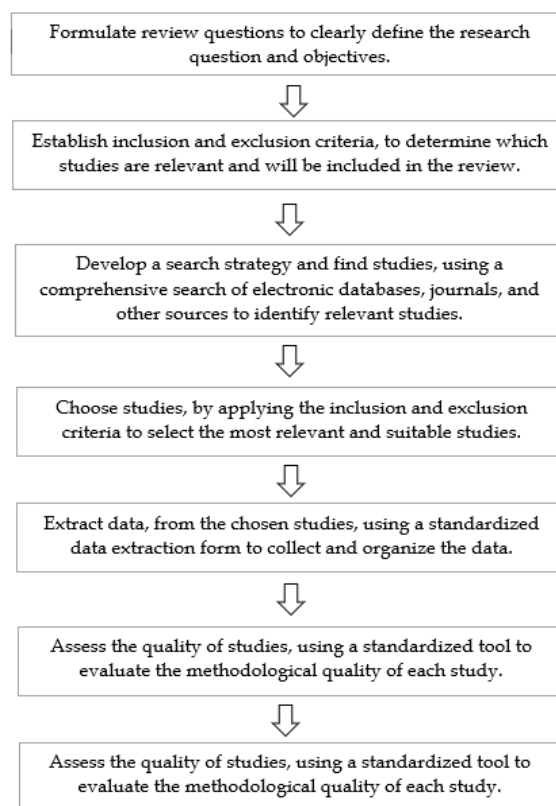 Formulate review questions to clearly define the research
question and objectives.
Establish inclusion and exclusion criteria, to determine which
studies are relevant and will be included in the review.
Develop a search strategy and find studies, using a
comprehensive search of electronic databases, journals, and
other sources to identify relevant studies.
Choose studies, by applying the inclusion and exclusion
criteria to select the most relevant and suitable studies.
Extract data, from the chosen studies, using a standardized
data extraction form to collect and organize the data.
Assess the quality of studies, using a standardized tool to
evaluate the methodological quality of each study.
Assess the quality of studies, using a standardized tool to
evaluate the methodological quality of each study.